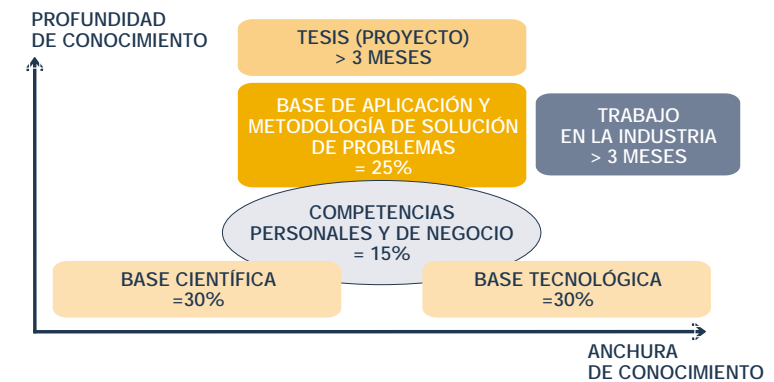 PROFUNDIDAD
DE CONOCIMIENTO
TESIS (PROYECTO)
> 3 MESES
BASE DE APLICACIÓN Y
METODOLOGÍA DE SOLUCIÓN
DE PROBLEMAS
= 25%
TRABAJO
EN LA INDUSTRIA
> 3 MESES
COMPETENCIAS
PERSONALES Y DE NEGOCIO
= 15%
BASE CIENTÍFICA
=30%
BASE TECNOLÓGICA
=30%
ANCHURA
DE CONOCIMIENTO